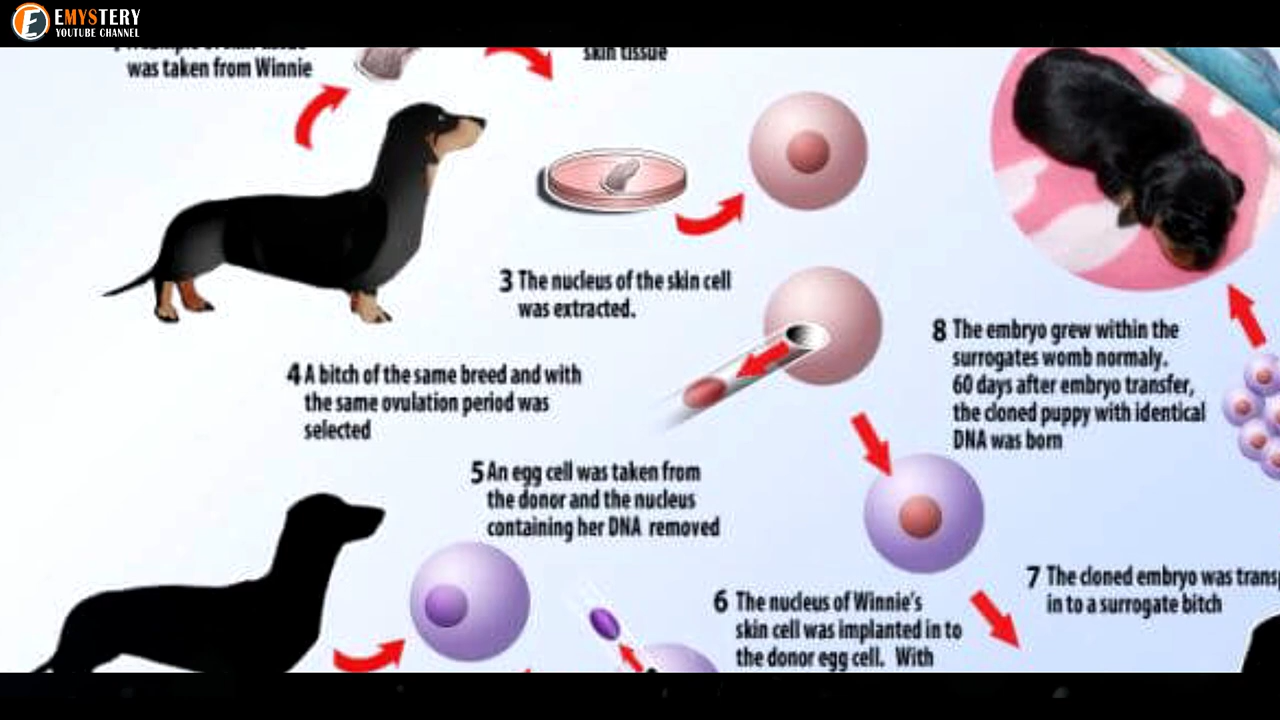 EMYSTERY
YOUTUBE CHANNEL
was taken from Winnie
skin tissue
3 The nucleus of the skin cell
was extracted.
4 A bitch of the same breed and with
the same ovulation period was
selected
5 An egg cell was taken from
the donor and the nucleus
containing her DNA removed
6 The nucleus of Winnie's
skin cell was implanted in to
the donor egg cell. With
7 The cloned embryo was trans
in to a surrogate bitch
8 The embryo grew within the
surrogates womb normaly.
60 days after embryo transfer,
the cloned puppy with identical
DNA was born